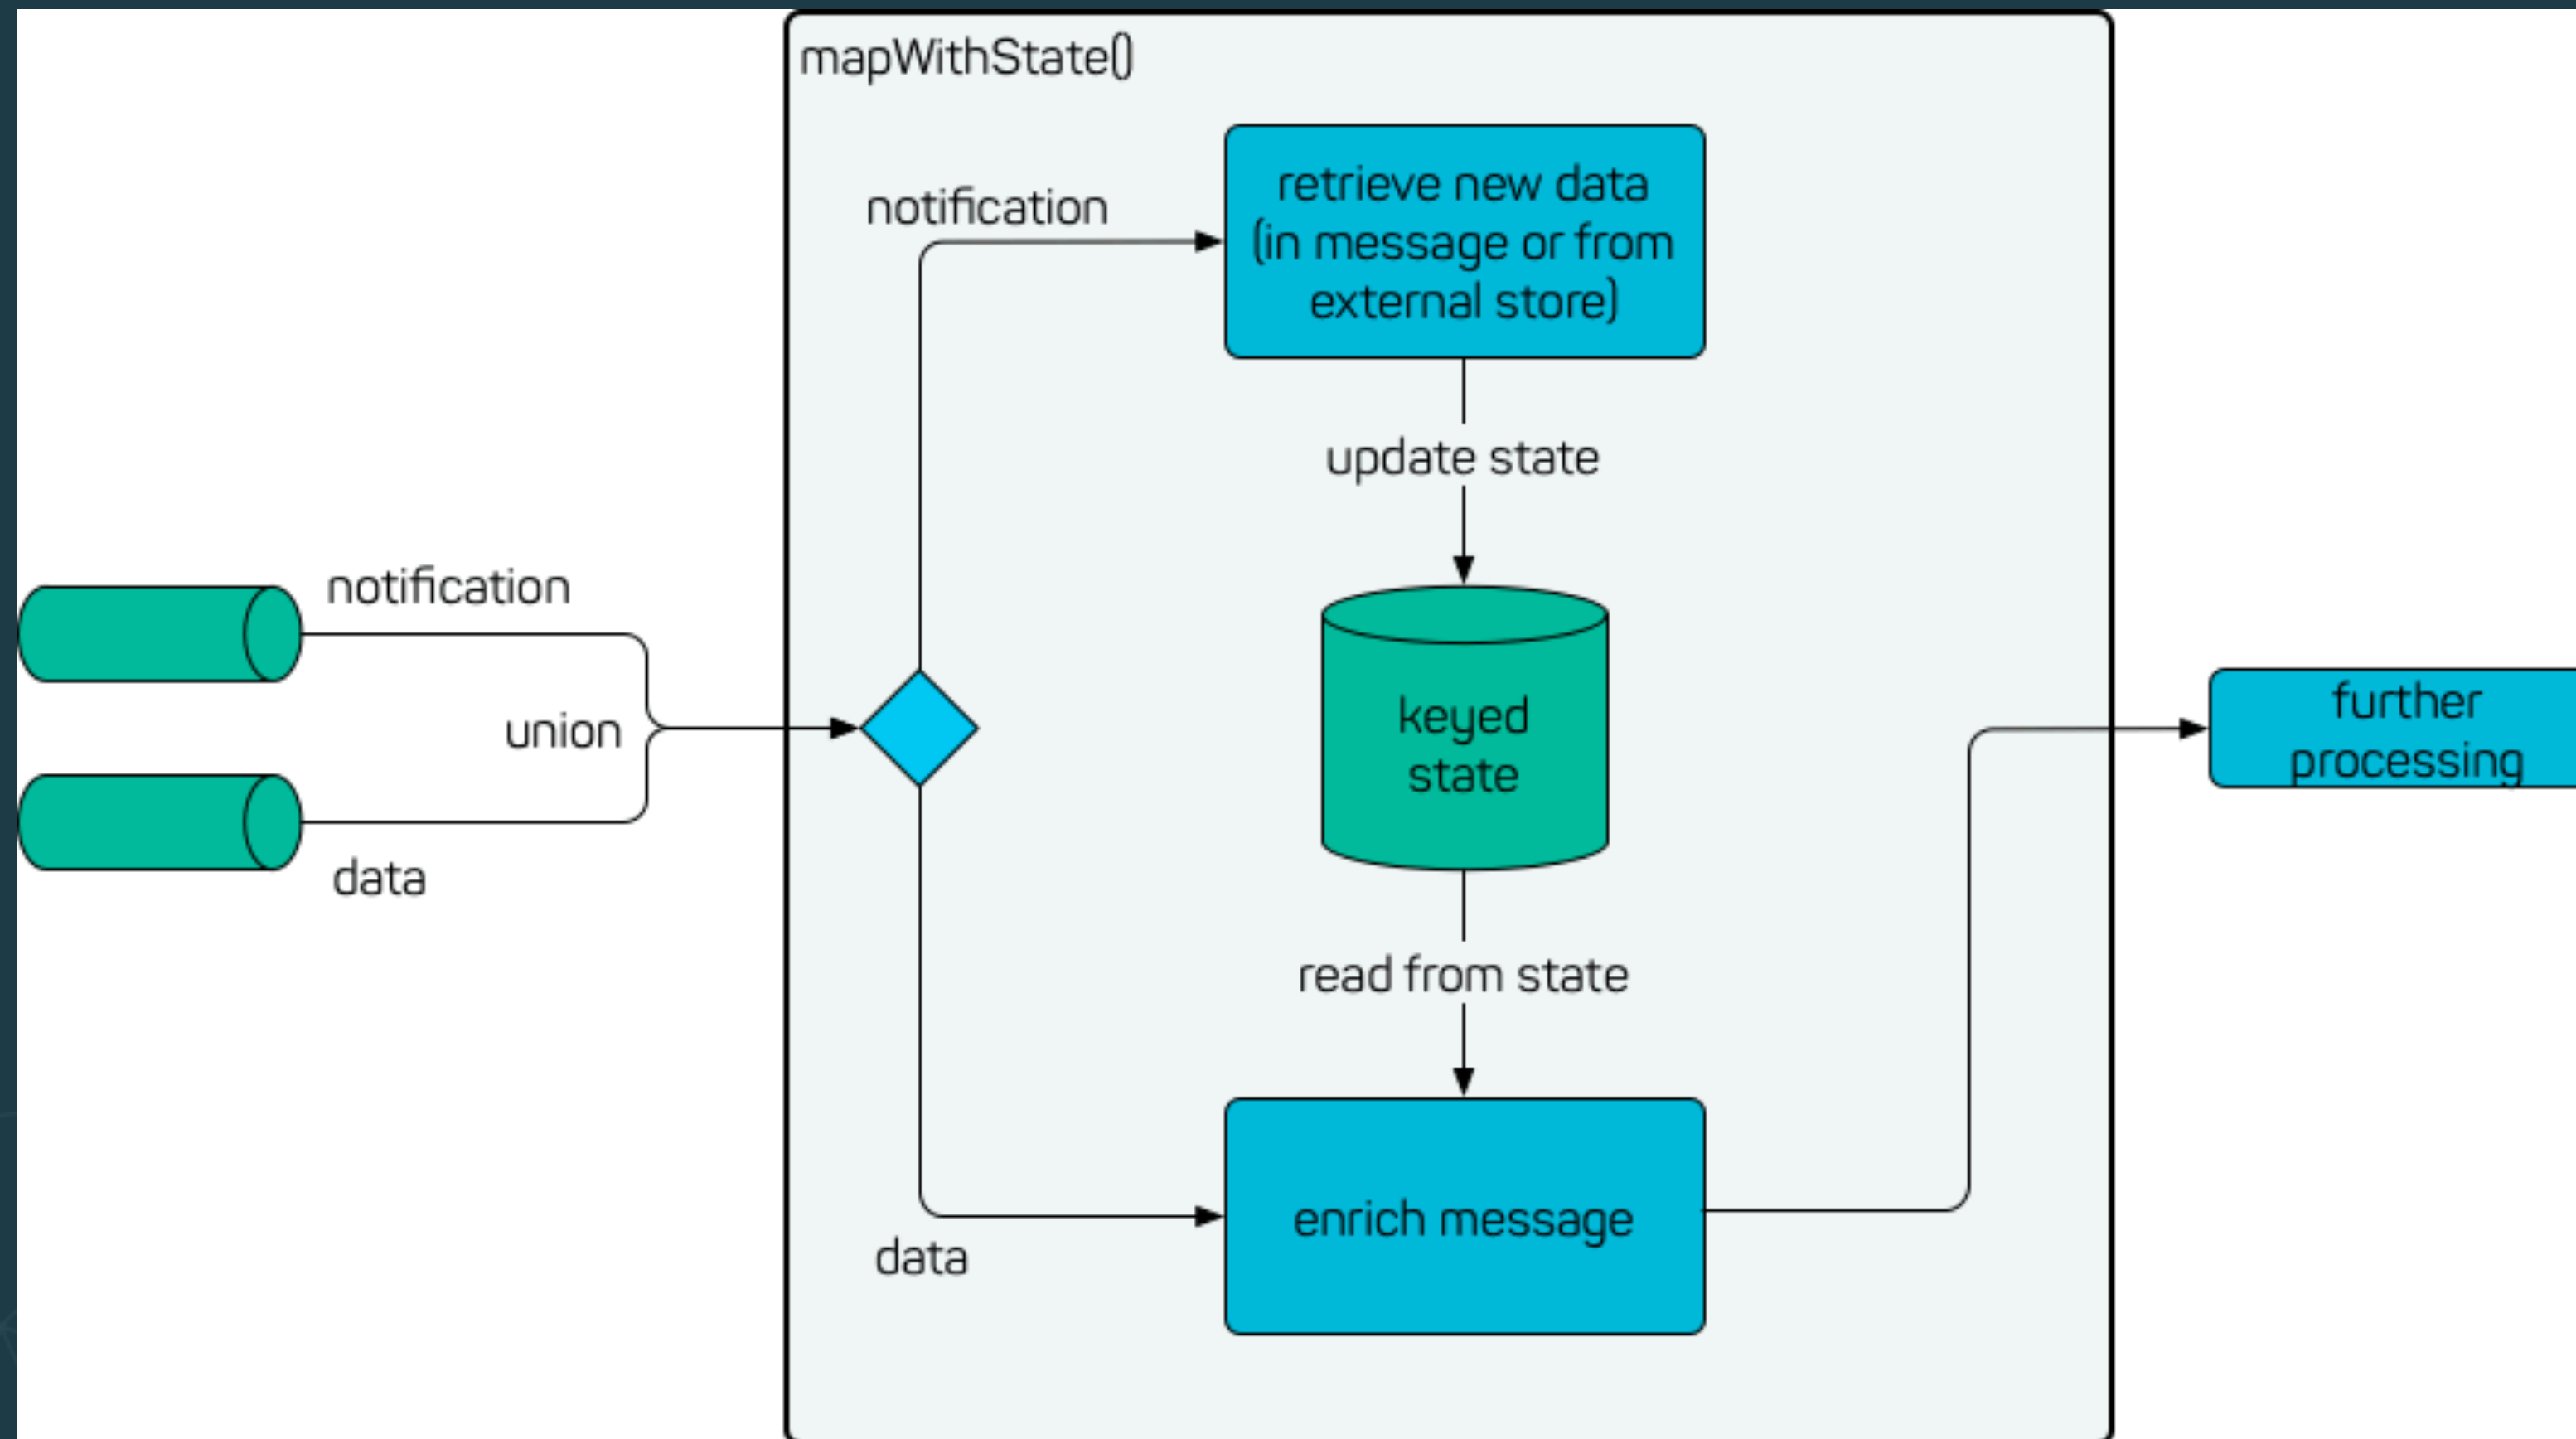 mapWithState()
notification
retrieve new data
(in message or from
external store)
update state
notification
union
data
keyed
state
read from state
data
enrich message
further
processing